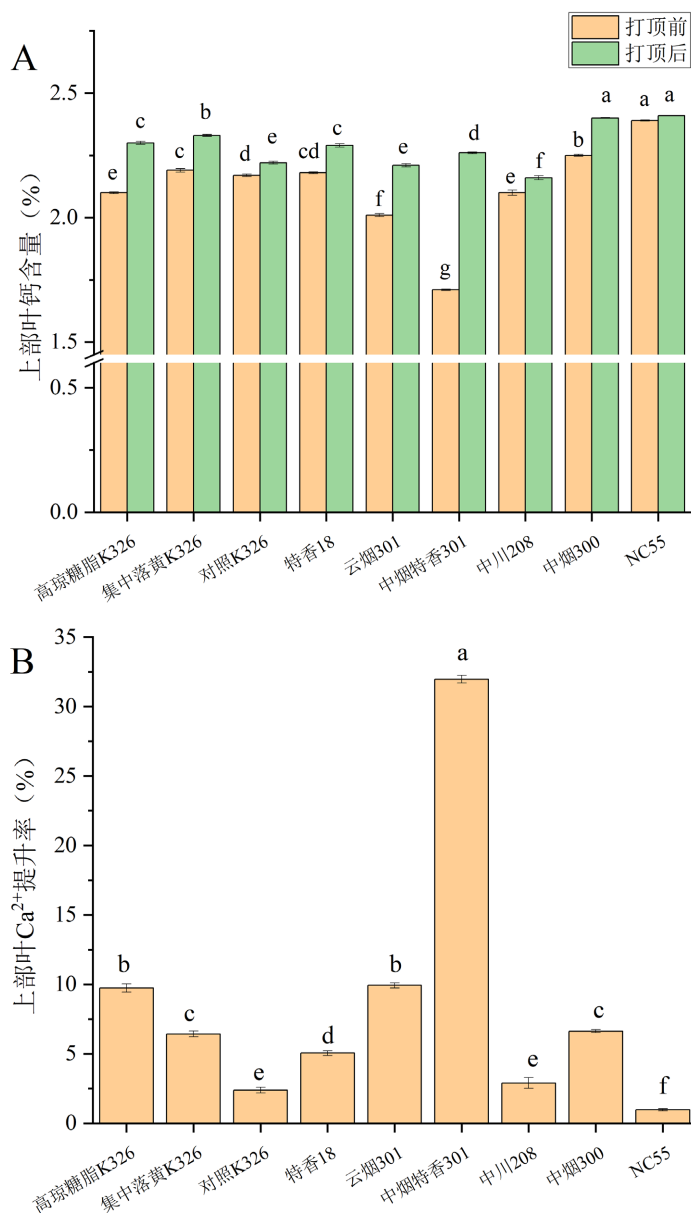 A
打顶前
打顶后
上部叶钙含量（%）
2.5
2.0
1.5
0.5
0.0
e c c b d e cd c f e g d e f b a a a
高琼糖脂K326
集中落黄K326
对照K326
特香18
云烟301
中烟特香301
中川208
中烟300
NC55
B
上部叶Ca²⁺提升率（%）
35
30
25
20
15
10
5
0
b c e d b a e c f
高琼糖脂K326
集中落黄K326
对照K326
特香18
云烟301
中烟特香301
中川208
中烟300
NC55